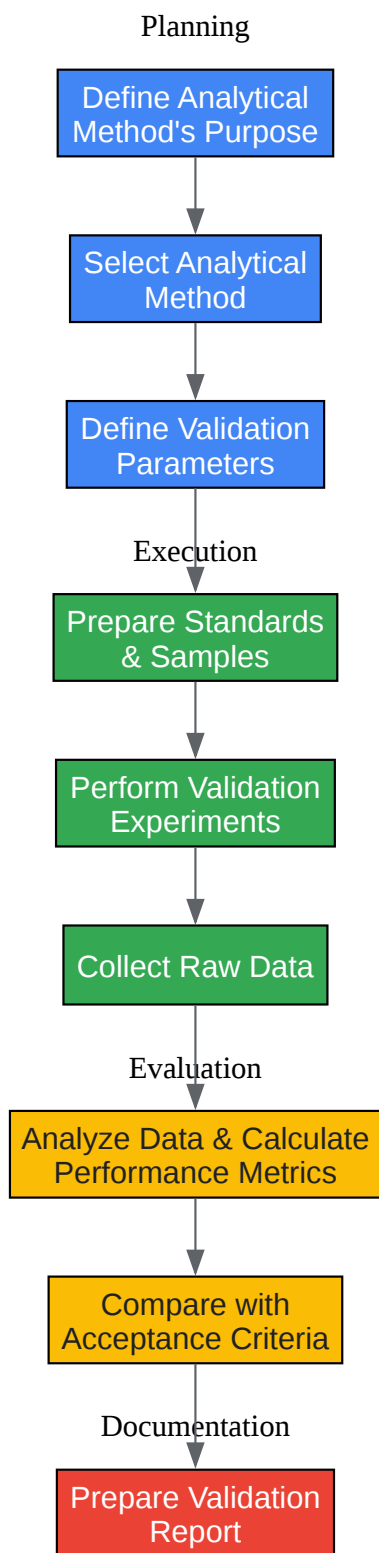 Planning
Define Analytical
Method's Purpose
Select Analytical
Method
Define Validation
Parameters
Execution
Prepare Standards
& Samples
Perform Validation
Experiments
Collect Raw Data
Evaluation
Analyze Data & Calculate
Performance Metrics
Compare with
Acceptance Criteria
Documentation
Prepare Validation
Report